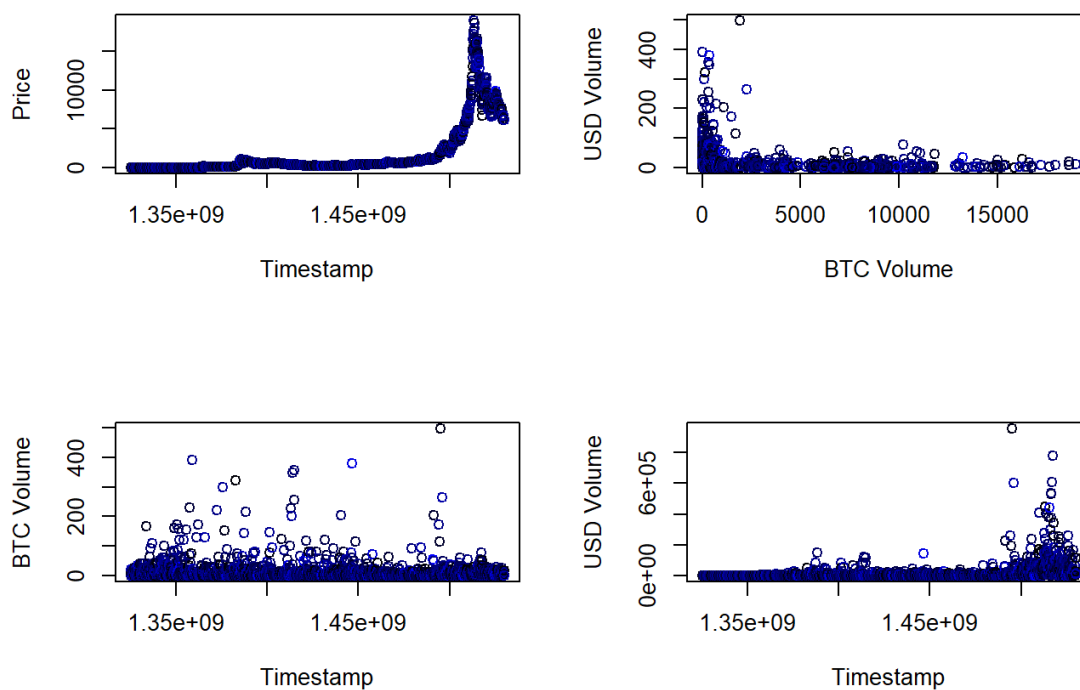 Price
0
10000
1.35e+09
1.45e+09
Timestamp
USD Volume
0
200
400
0
5000
10000
15000
BTC Volume
BTC Volume
0
200
400
1.35e+09
1.45e+09
Timestamp
USD Volume
0e+00
6e+05
1.35e+09
1.45e+09
Timestamp